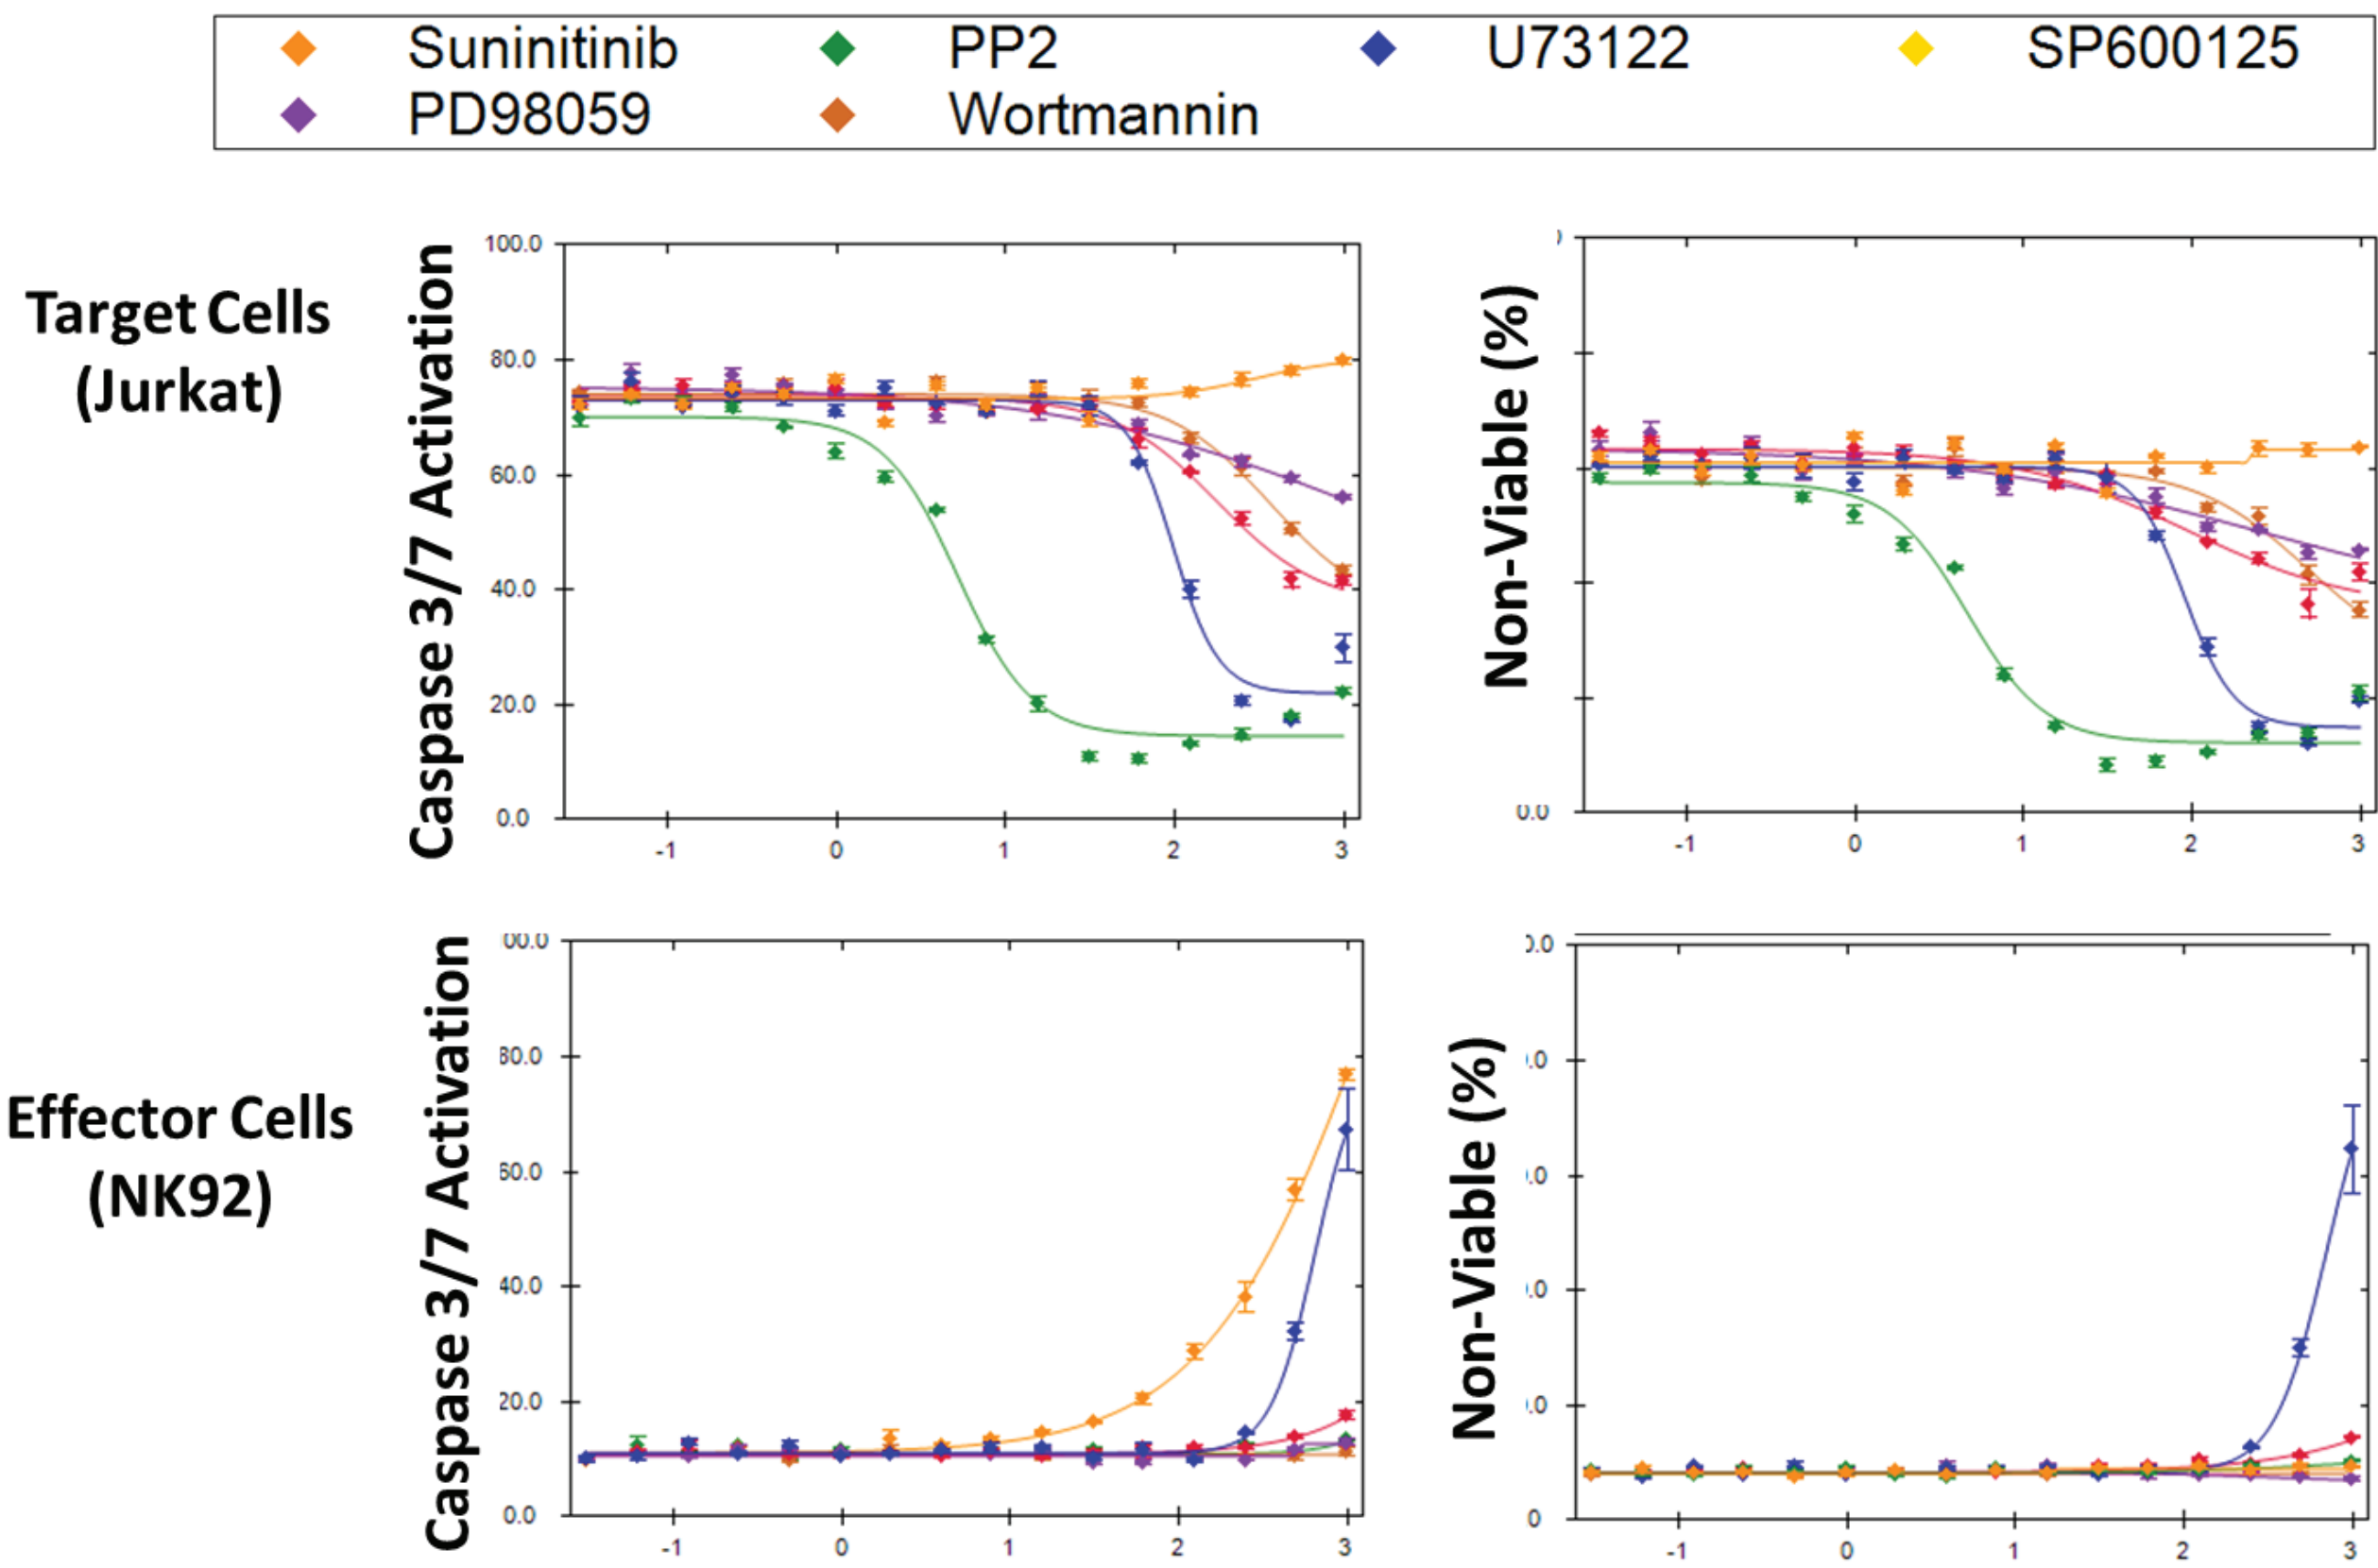 Suninitinib PP2 U73122 SP600125
PD98059 Wortmannin
Target Cells
(Jurkat)
Caspase 3/7 Activation
100.0
80.0
60.0
40.0
20.0
0.0
-1 0 1 2 3
Non-Viable (%)
0.0
-1 0 1 2 3
Effector Cells
(NK92)
Caspase 3/7 Activation
00.0
80.0
60.0
40.0
20.0
0.0
-1 0 1 2 3
Non-Viable (%)
0
-1 0 1 2 3